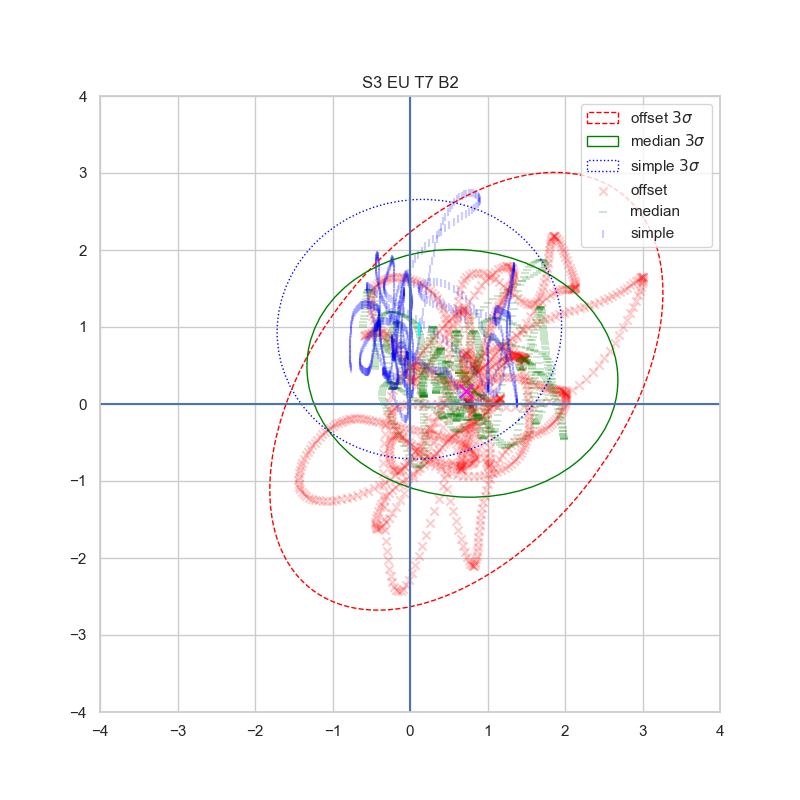 S3 EU T7 B2
offset 3σ
median 3σ
simple 3σ
offset
median
simple
4
3
2
1
0
−1
−2
−3
−4
−4 −3 −2 −1 0 1 2 3 4